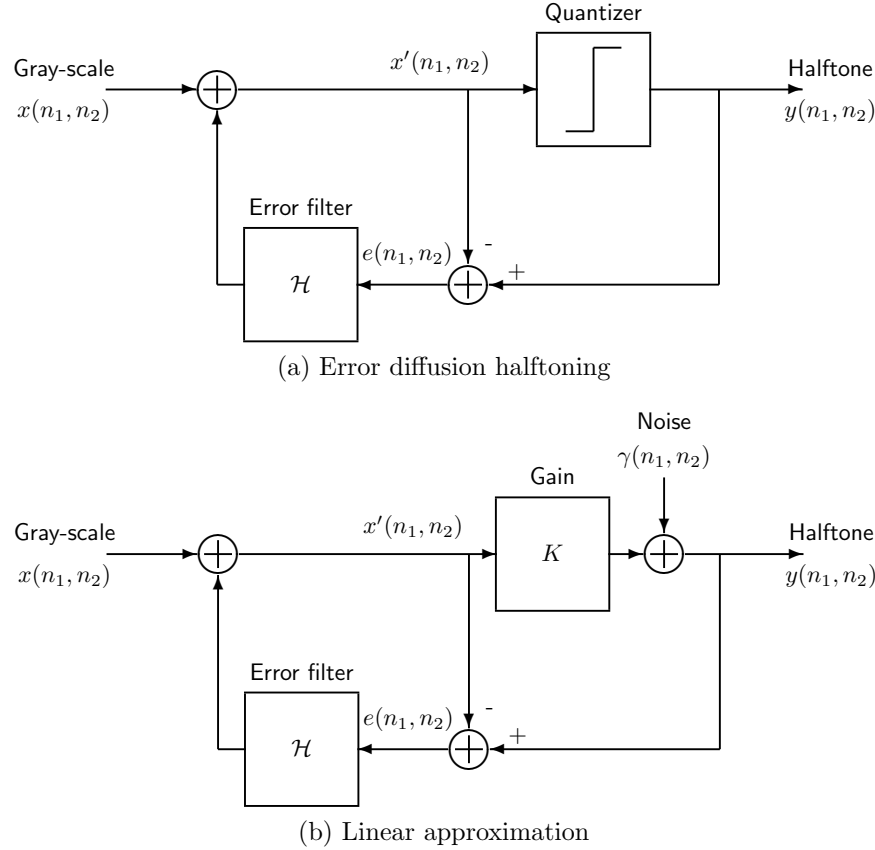 Quantizer
Gray-scale
x(n₁, n₂)
x′(n₁, n₂)
Halftone
y(n₁, n₂)
Error filter
ℋ
e(n₁, n₂)
-
+
(a) Error diffusion halftoning
Noise
γ(n₁, n₂)
Gain
K
Gray-scale
x(n₁, n₂)
x′(n₁, n₂)
Halftone
y(n₁, n₂)
Error filter
ℋ
e(n₁, n₂)
-
+
(b) Linear approximation